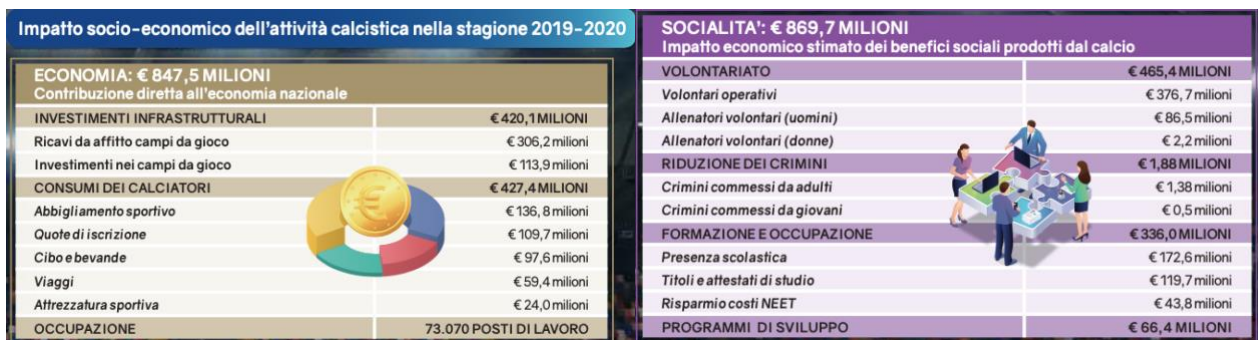 Impatto socio-economico dell'attività calcistica nella stagione 2019-2020
ECONOMIA: € 847,5 MILIONI
Contribuzione diretta all'economia nazionale
INVESTIMENTI INFRASTRUTTURALI € 420,1 MILIONI
Ricavi da affitto campi da gioco € 306,2 milioni
Investimenti nei campi da gioco € 113,9 milioni
CONSUMI DEI CALCIATORI € 427,4 MILIONI
Abbigliamento sportivo € 136,8 milioni
Quote di iscrizione € 109,7 milioni
Cibo e bevande € 97,6 milioni
Viaggi € 59,4 milioni
Attrezzatura sportiva € 24,0 milioni
OCCUPAZIONE 73.070 POSTI DI LAVORO
SOCIALITA': € 869,7 MILIONI
Impatto economico stimato dei benefici sociali prodotti dal calcio
VOLONTARIATO € 465,4 MILIONI
Volontari operativi € 376,7 milioni
Allenatori volontari (uomini) € 86,5 milioni
Allenatori volontari (donne) € 2,2 milioni
RIDUZIONE DEI CRIMINI € 1,88 MILIONI
Crimini commessi da adulti € 1,38 milioni
Crimini commessi da giovani € 0,5 milioni
FORMAZIONE E OCCUPAZIONE € 336,0 MILIONI
Presenza scolastica € 172,6 milioni
Titoli e attestati di studio € 119,7 milioni
Risparmio costi NEET € 43,8 milioni
PROGRAMMI DI SVILUPPO € 66,4 MILIONI